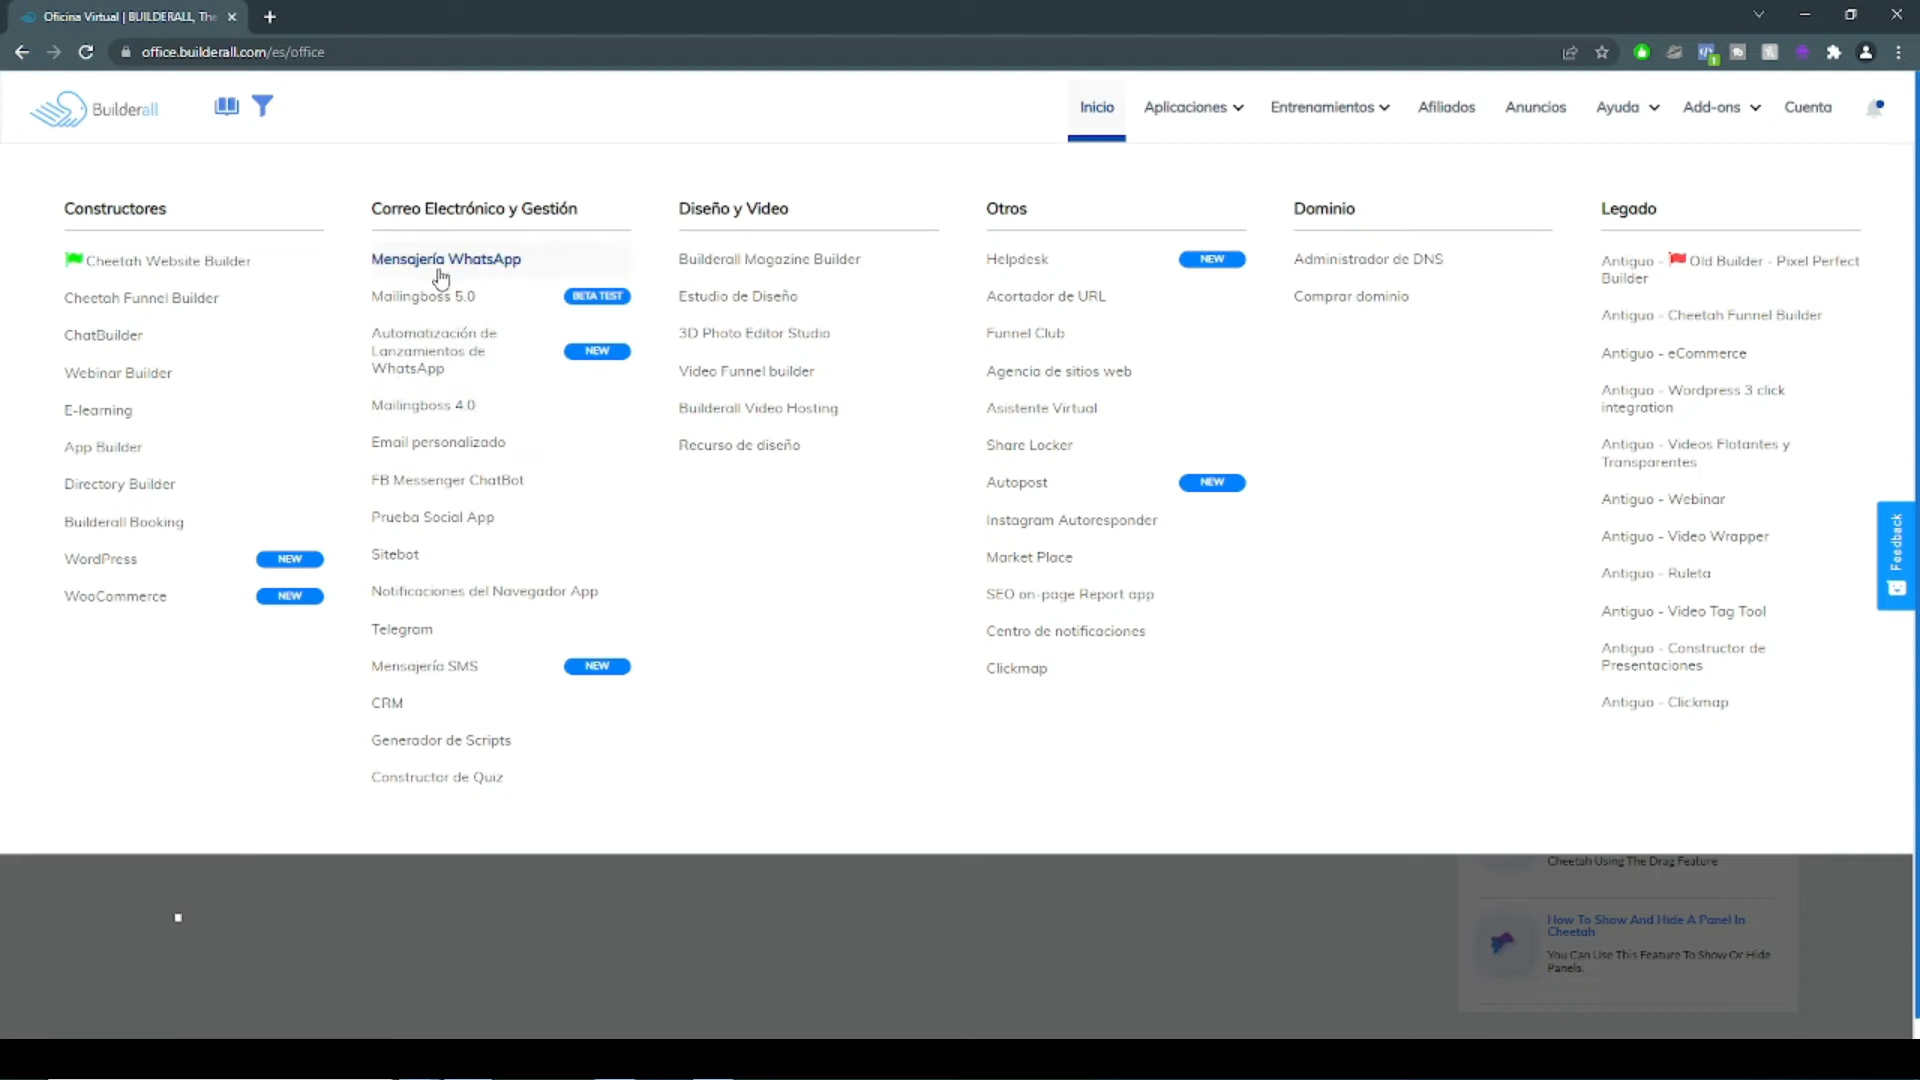 Oficina Virtual | BUILDERALL, The
office.builderall.com/es/office
Builderall
Inicio
Aplicaciones
Entrenamientos
Afiliados
Anuncios
Ayuda
Add-ons
Cuenta
Constructores
Cheetah Website Builder
Cheetah Funnel Builder
ChatBuilder
Webinar Builder
E-learning
App Builder
Directory Builder
Builderall Booking
WordPress NEW
WooCommerce NEW
Correo Electrónico y Gestión
Mensajería WhatsApp
Mailingboss 5.0 BETA TEST
Automatización de
Lanzamientos de NEW
WhatsApp
Mailingboss 4.0
Email personalizado
FB Messenger ChatBot
Prueba Social App
Sitebot
Notificaciones del Navegador App
Telegram
Mensajería SMS NEW
CRM
Generador de Scripts
Constructor de Quiz
Diseño y Video
Builderall Magazine Builder
Estudio de Diseño
3D Photo Editor Studio
Video Funnel builder
Builderall Video Hosting
Recurso de diseño
Otros
Helpdesk NEW
Acortador de URL
Funnel Club
Agencia de sitios web
Asistente Virtual
Share Locker
Autopost NEW
Instagram Autoresponder
Market Place
SEO on-page Report app
Centro de notificaciones
Clickmap
Dominio
Administrador de DNS
Comprar dominio
Legado
Antiguo - Old Builder - Pixel Perfect
Builder
Antiguo - Cheetah Funnel Builder
Antiguo - eCommerce
Antiguo - Wordpress 3 click
integration
Antiguo - Videos Flotantes y
Transparentes
Antiguo - Webinar
Antiguo - Video Wrapper
Antiguo - Ruleta
Antiguo - Video Tag Tool
Antiguo - Constructor de
Presentaciones
Antiguo - Clickmap
Feedback
Cheetah Using The Drag Feature
How To Show And Hide A Panel In
Cheetah
You Can Use This Feature To Show Or Hide
Panels.